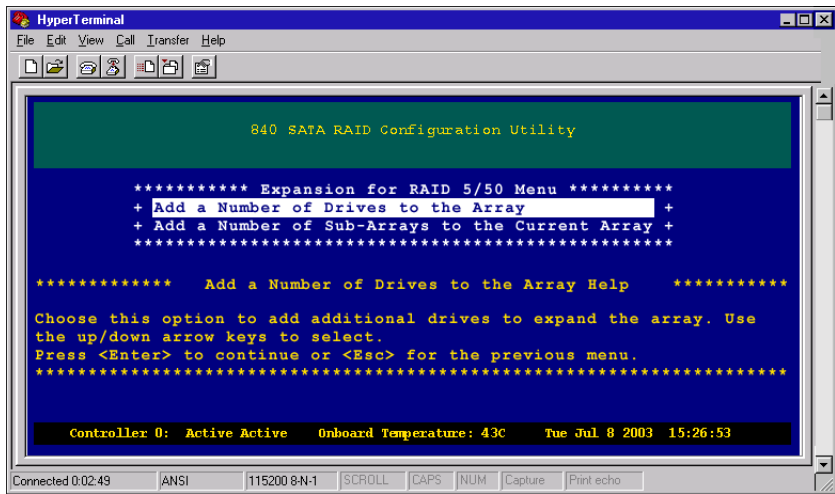 HyperTerminal
File Edit View Call Transfer Help
840 SATA RAID Configuration Utility
*********** Expansion for RAID 5/50 Menu **********
+ Add a Number of Drives to the Array +
+ Add a Number of Sub-Arrays to the Current Array +
****************************************************
************* Add a Number of Drives to the Array Help ***********
Choose this option to add additional drives to expand the array. Use
the up/down arrow keys to select.
Press <Enter> to continue or <Esc> for the previous menu.
*************************************************************************
Controller 0: Active Active Onboard Temperature: 43C Tue Jul 8 2003 15:26:53
Connected 0:02:49 ANSI 115200 8-N-1 SCROLL CAPS NUM Capture Print echo